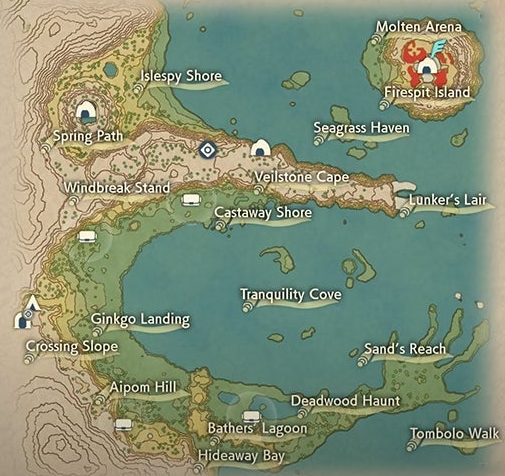 Molten Arena
Islespy Shore
Firespit Island
Seagrass Haven
Spring Path
Veilstone Cape
Windbreak Stand
Lunker's Lair
Castaway Shore
Tranquility Cove
Ginkgo Landing
Crossing Slope
Sand's Reach
Aipom Hill
Deadwood Haunt
Bathers' Lagoon
Tombolo Walk
Hideaway Bay